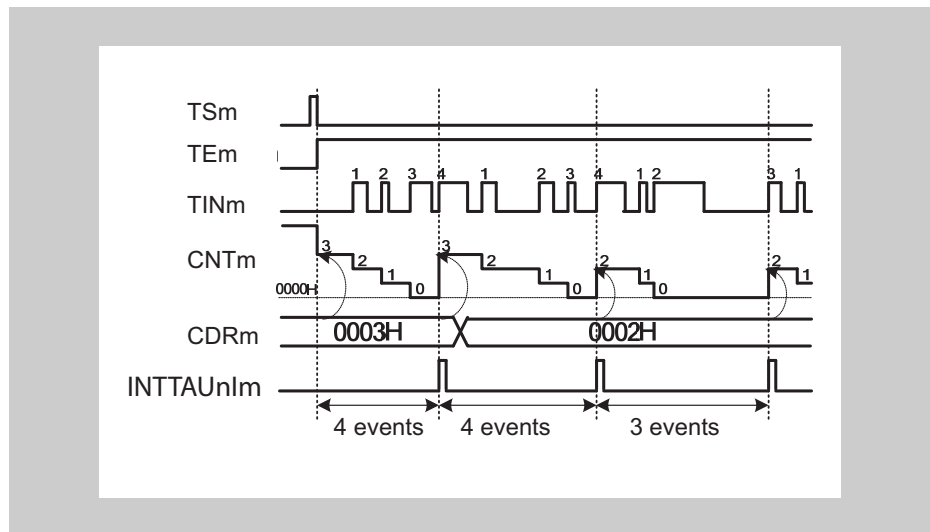 TSm
TEm
1 2 3 4 1 2 3 4 1 2 3 1
TINm
CNTm
3 2 1 0 3 2 1 0 2 1 0 2 1
0000H
CDRm
0003H 0002H
INTTAUnIm
4 events 4 events 3 events